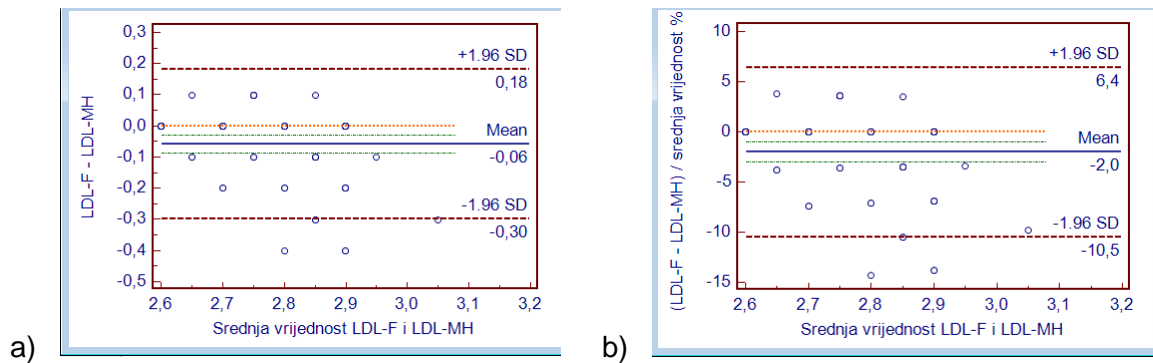 LDL-F - LDL-MH
0,3
0,2
0,1
0,0
-0,1
-0,2
-0,3
-0,4
-0,5
+1.96 SD
0,18
Mean
-0,06
-1.96 SD
-0,30
2,6 2,7 2,8 2,9 3,0 3,1 3,2
Srednja vrijednost LDL-F i LDL-MH
a)
(LDL-F - LDL-MH) / srednja vrijednost %
10
5
0
-5
-10
-15
+1.96 SD
6,4
Mean
-2,0
-1.96 SD
-10,5
2,6 2,7 2,8 2,9 3,0 3,1 3,2
Srednja vrijednost LDL-F i LDL-MH
b)